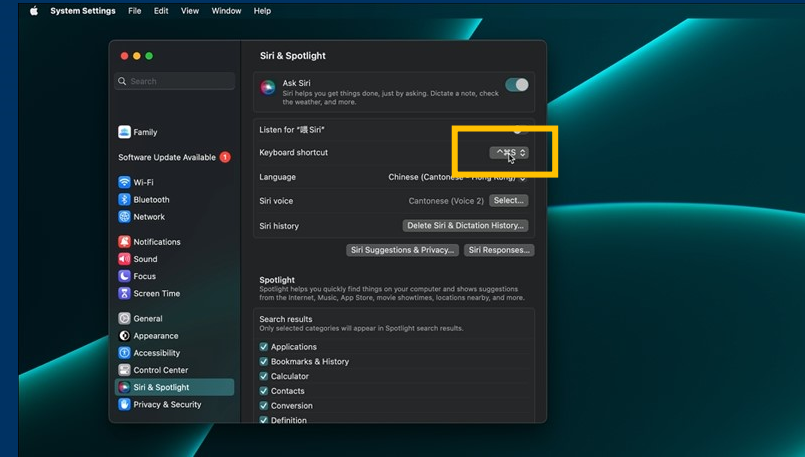 System Settings File Edit View Window Help
Siri & Spotlight
Search
Ask Siri
Siri helps you get things done, just by asking. Dictate a note, check
the weather, and more.
Family
Listen for "喂 Siri"
Software Update Available 1
Keyboard shortcut ^⌘S
Language Chinese (Cantonese - Hong Kong)
Wi-Fi
Bluetooth
Siri voice Cantonese (Voice 2) Select...
Network
Siri history Delete Siri & Dictation History...
Notifications
Siri Suggestions & Privacy... Siri Responses...
Sound
Focus
Screen Time
Spotlight
Spotlight helps you quickly find things on your computer and shows suggestions
from the Internet, Music, App Store, movie showtimes, locations nearby, and more.
General
Search results
Only selected categories will appear in Spotlight search results.
Appearance
Accessibility
Control Center
Siri & Spotlight
Privacy & Security
Applications
Bookmarks & History
Calculator
Contacts
Conversion
Definition